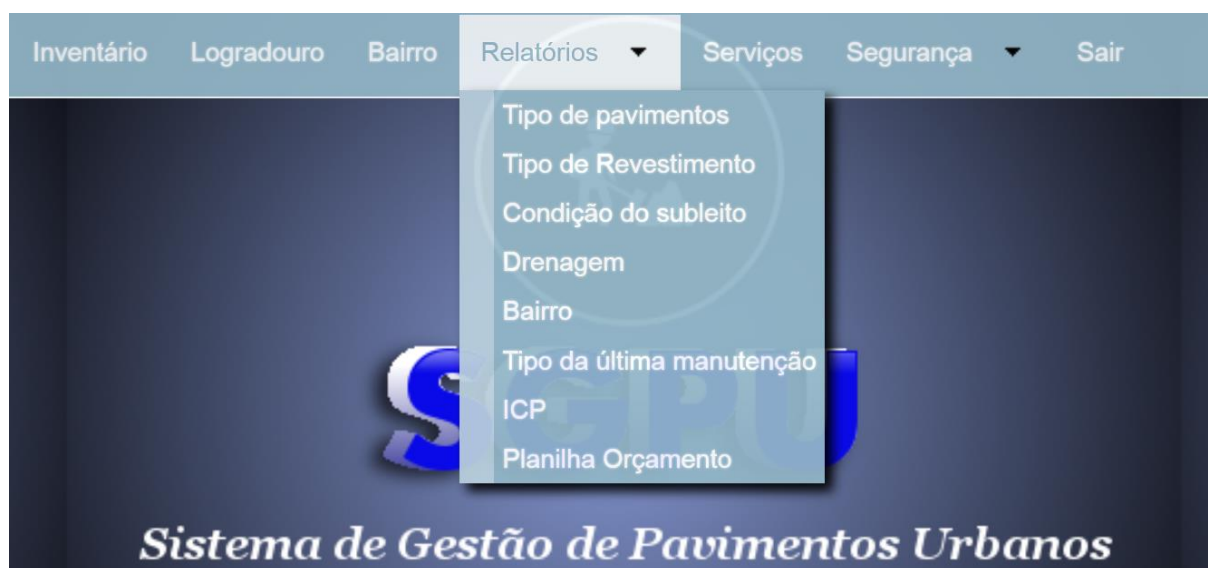 Inventário Logradouro Bairro Relatórios Serviços Segurança Sair
Tipo de pavimentos
Tipo de Revestimento
Condição do subleito
Drenagem
Bairro
Tipo da última manutenção
ICP
Planilha Orçamento
SGPU
Sistema de Gestão de Pavimentos Urbanos